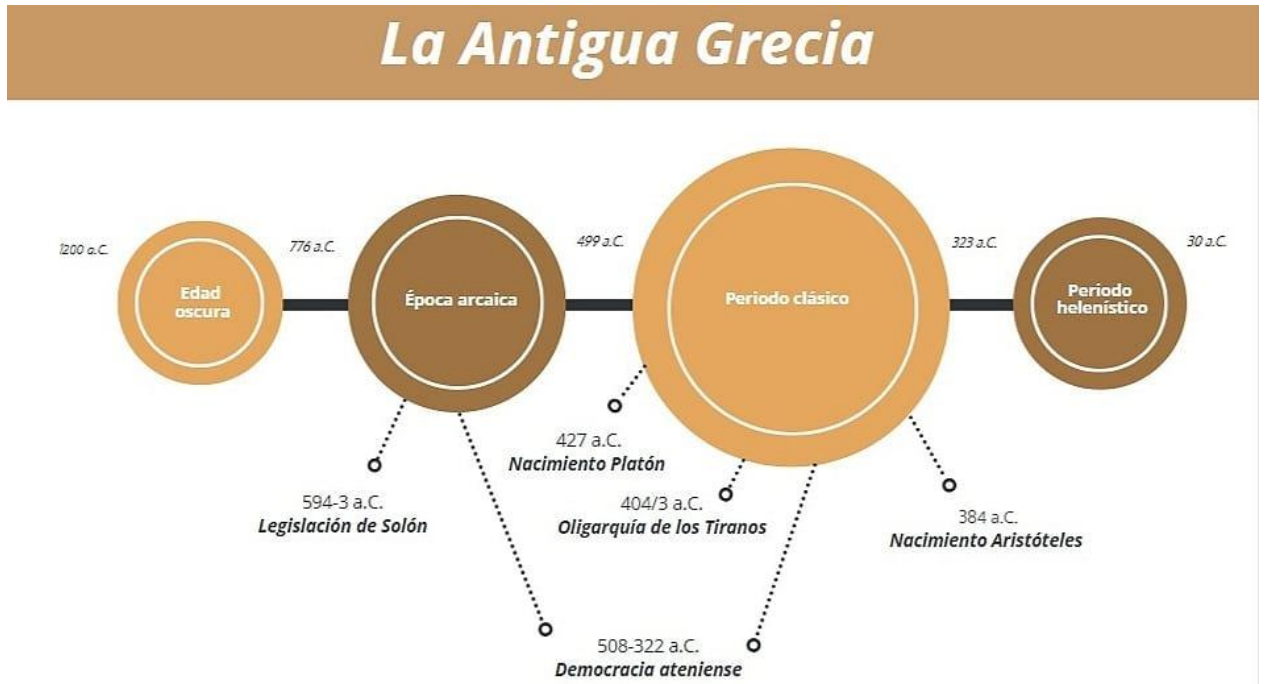 La Antigua Grecia
1200 a.C.
776 a.C.
499 a.C.
323 a.C.
30 a.C.
Edad
oscura
Época arcaica
Periodo clásico
Periodo
helenístico
427 a.C.
Nacimiento Platón
594-3 a.C.
Legislación de Solón
404/3 a.C.
Oligarquía de los Tiranos
384 a.C.
Nacimiento Aristóteles
508-322 a.C.
Democracia ateniense